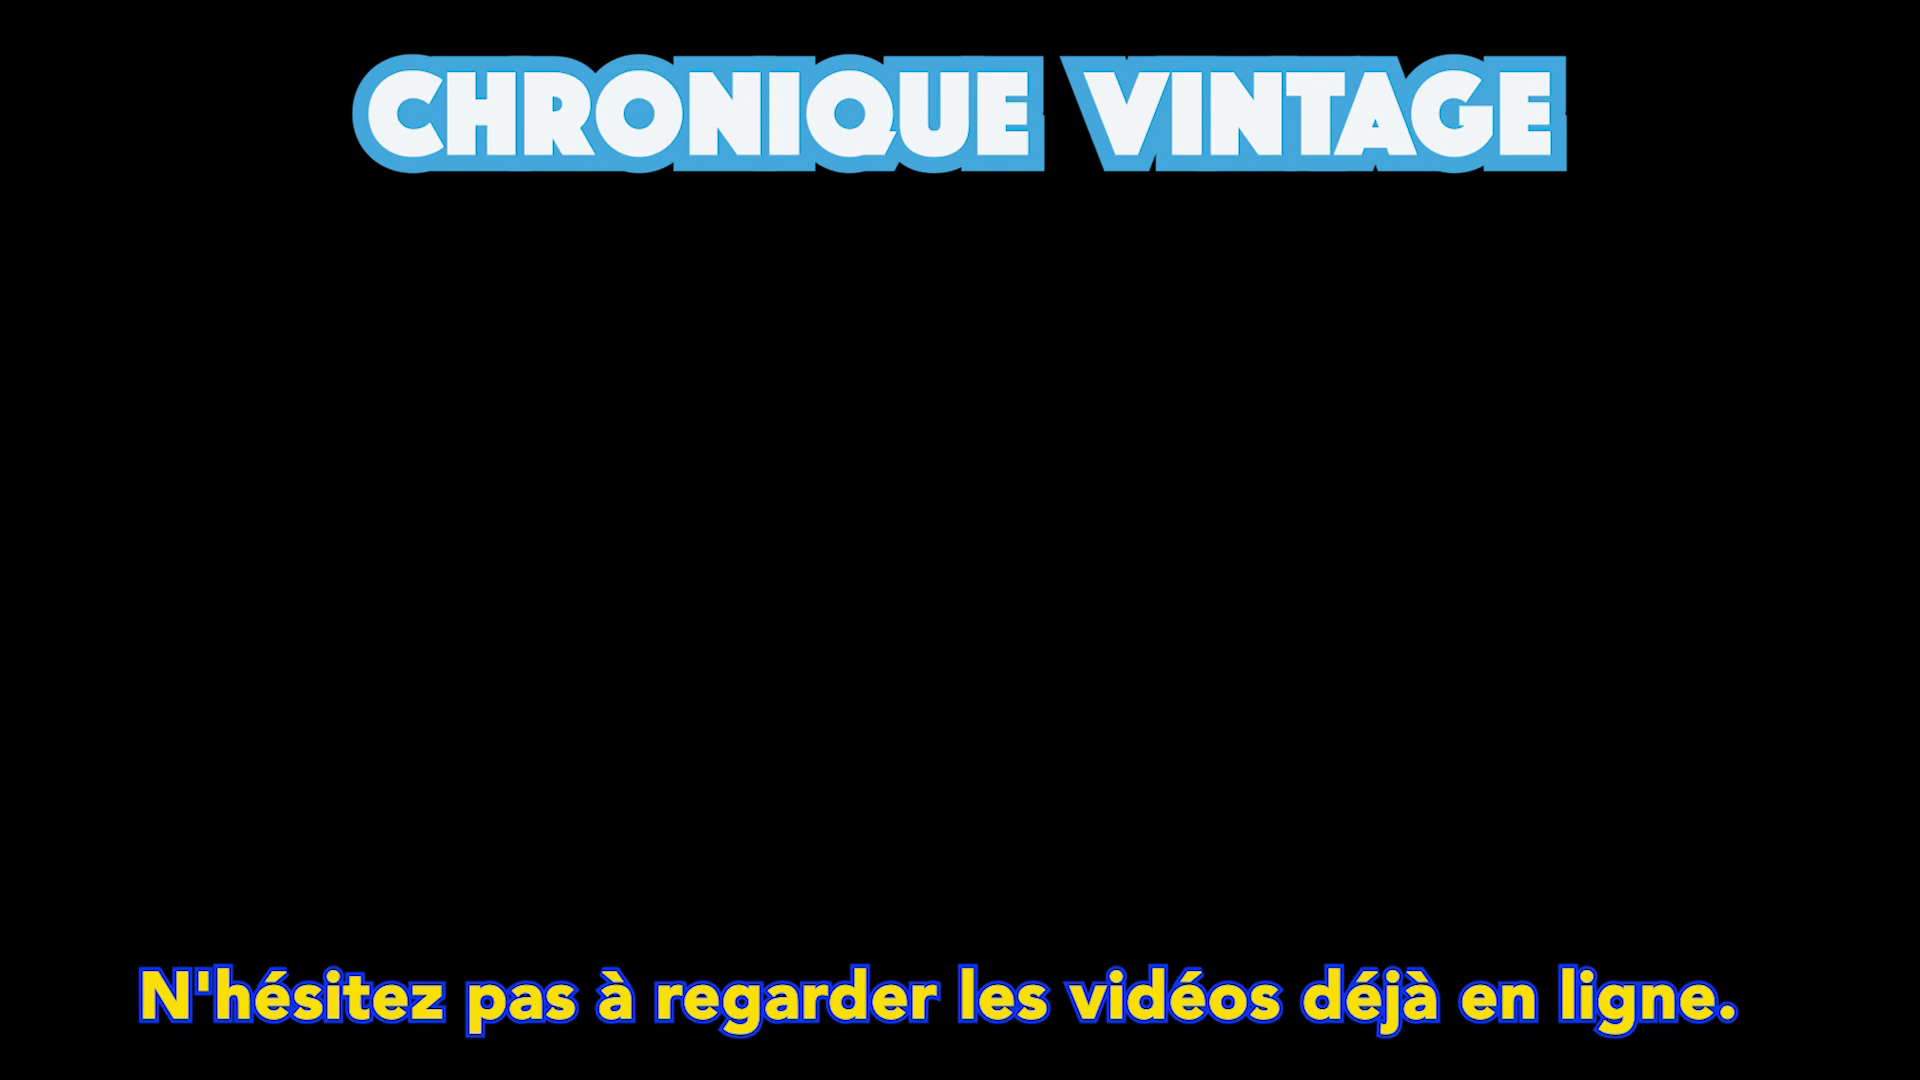 CHRONIQUE VINTAGE
N'hésitez pas à regarder les vidéos déjà en ligne.